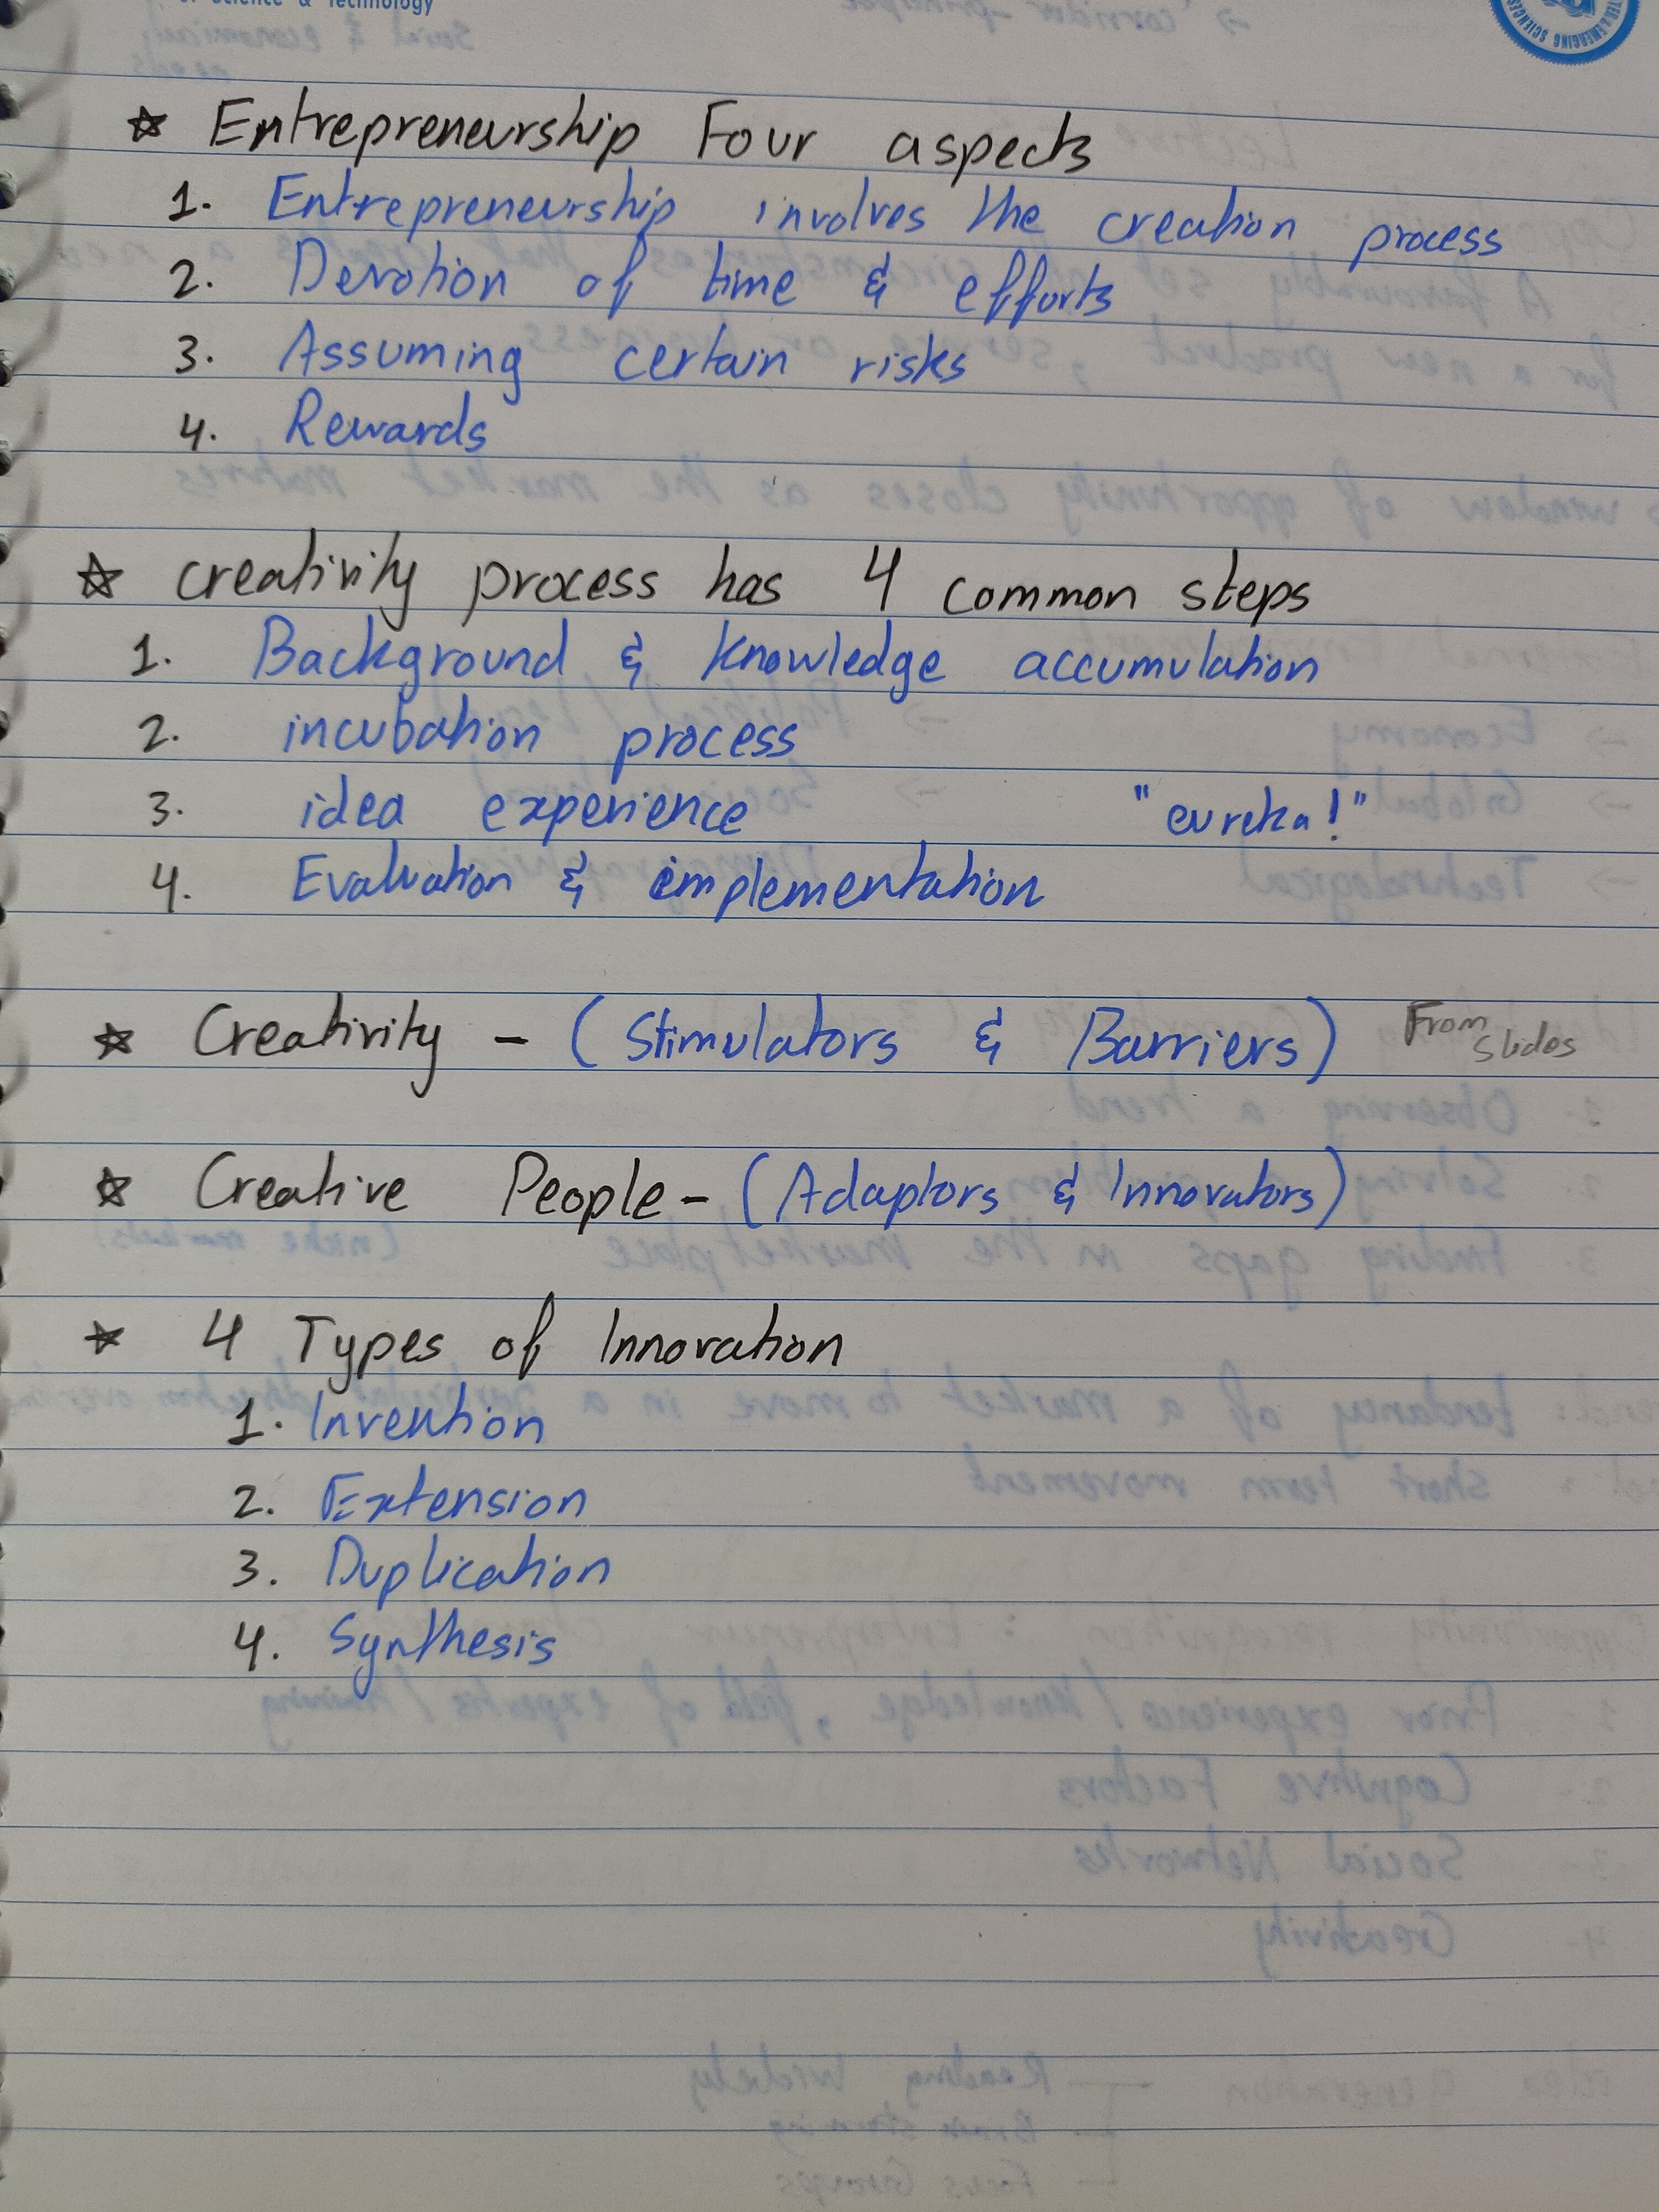 of Science & Technology
☆ Entrepreneurship Four aspects
1. Entrepreneurship involves the creation process
2. Devotion of time & efforts
3. Assuming certain risks
4. Rewards
☆ creativity process has 4 common steps
1. Background & knowledge accumulation
2. incubation process
3. idea experience "eureka!"
4. Evaluation & implementation
☆ Creativity - (Stimulators & Barriers) From Slides
☆ Creative People - (Adaptors & Innovators)
☆ 4 Types of Innovation
1. Invention
2. Extension
3. Duplication
4. Synthesis